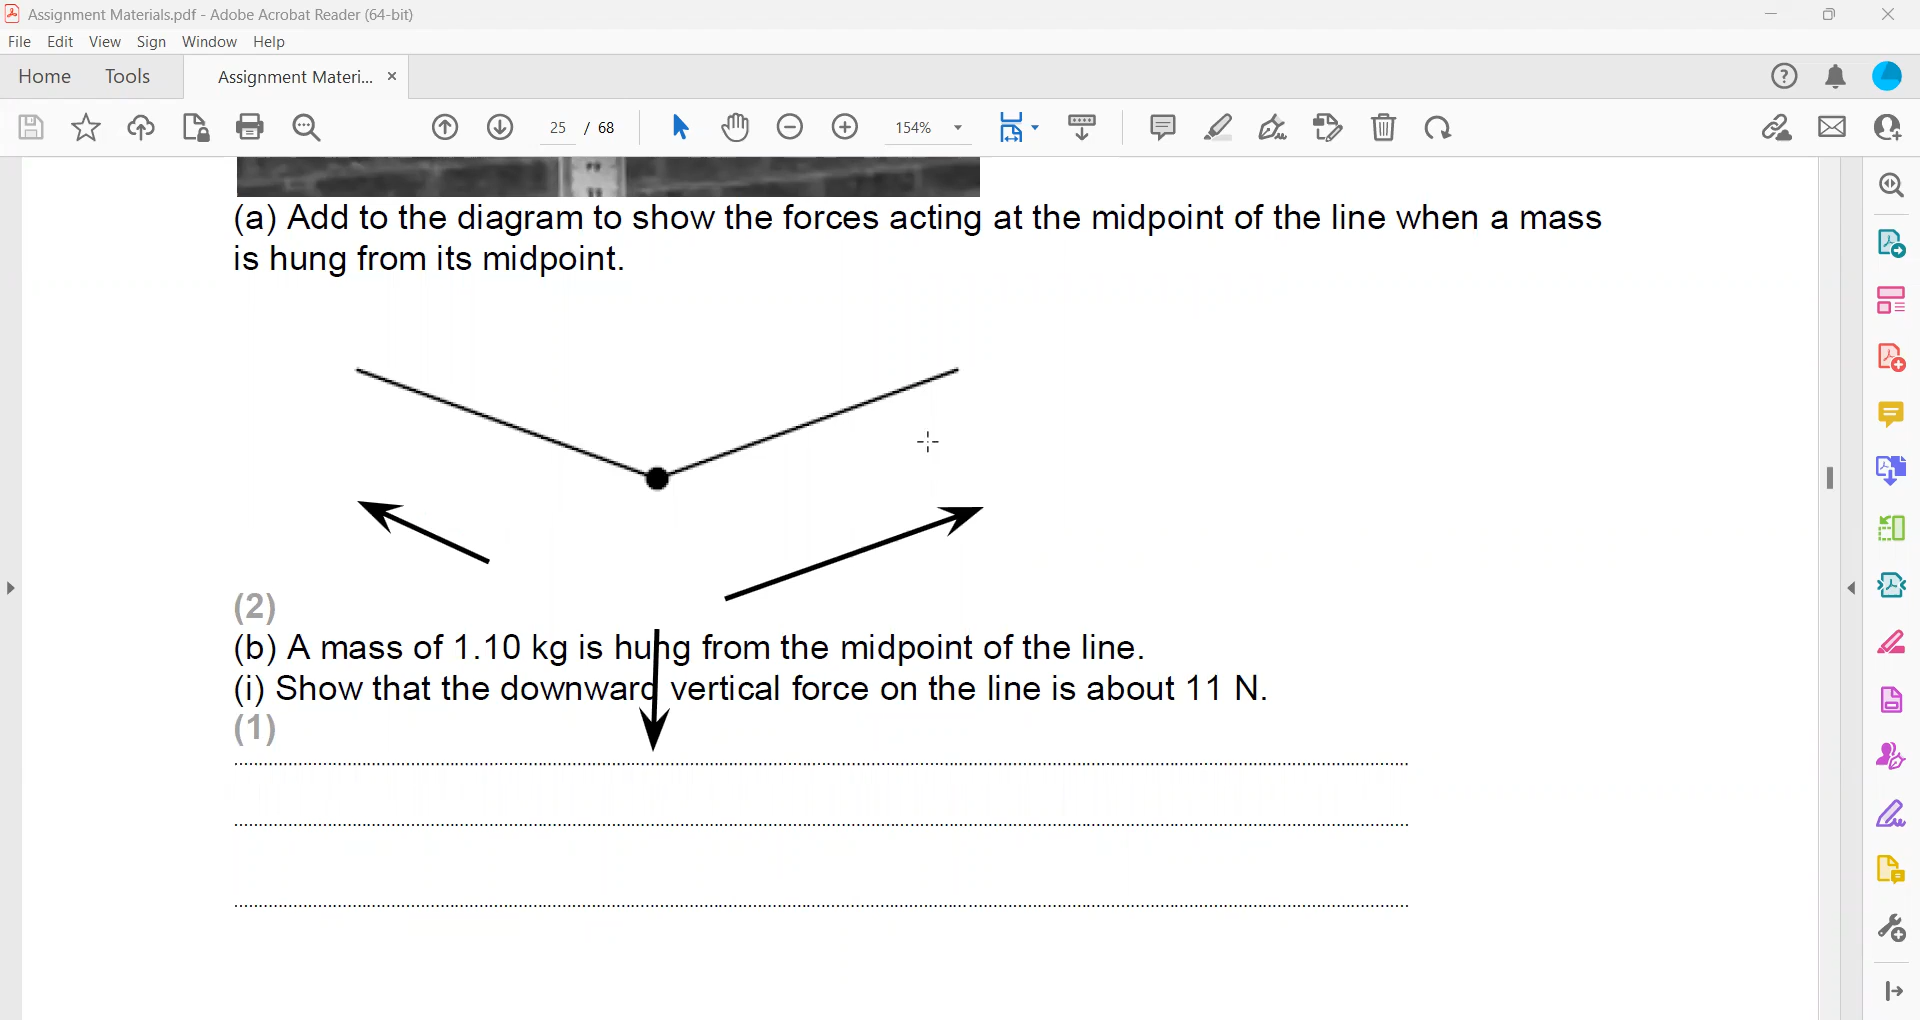 Assignment Materials.pdf - Adobe Acrobat Reader (64-bit)
File Edit View Sign Window Help
Home Tools Assignment Materi... ×
25 / 68 154%
(a) Add to the diagram to show the forces acting at the midpoint of the line when a mass
is hung from its midpoint.
(2)
(b) A mass of 1.10 kg is hung from the midpoint of the line.
(i) Show that the downward vertical force on the line is about 11 N.
(1)